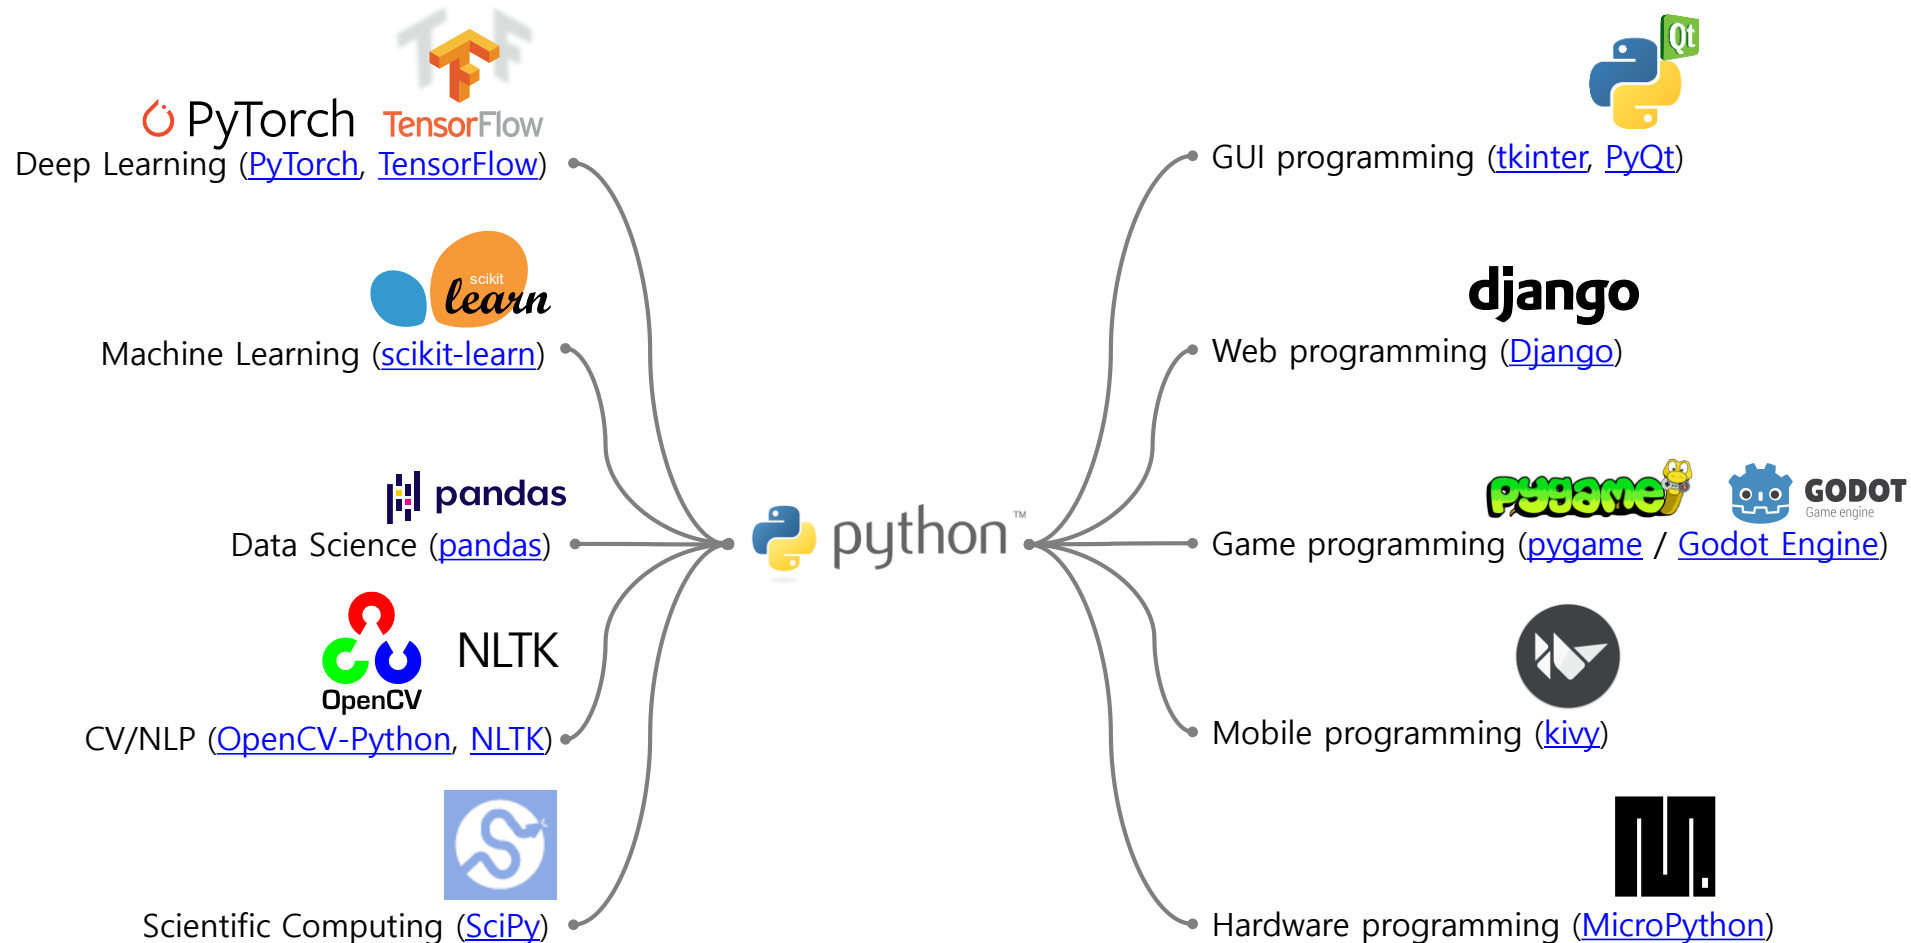 PyTorch
TensorFlow
Deep Learning (PyTorch, TensorFlow)
scikit
learn
Machine Learning (scikit-learn)
pandas
Data Science (pandas)
OpenCV
NLTK
CV/NLP (OpenCV-Python, NLTK)
Scientific Computing (SciPy)
python™
Qt
GUI programming (tkinter, PyQt)
django
Web programming (Django)
pygame
GODOT
Game engine
Game programming (pygame / Godot Engine)
Mobile programming (kivy)
Hardware programming (MicroPython)